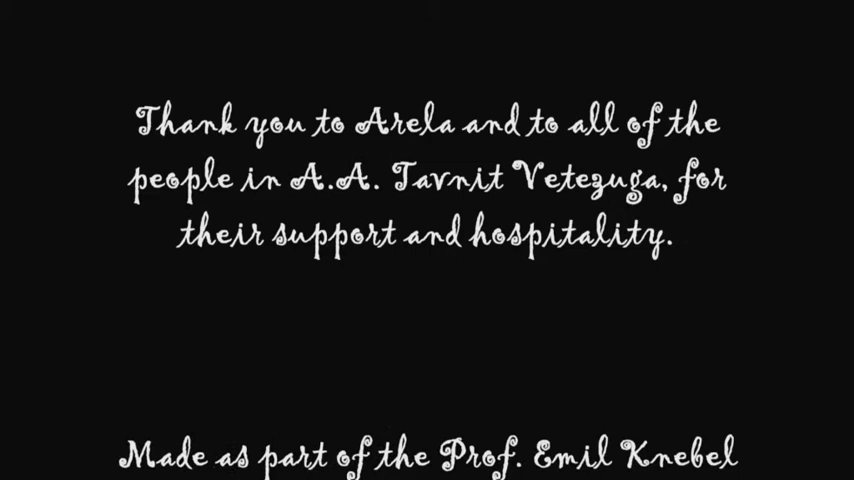 Thank you to Arela and to all of the
people in A.A. Tavnit Vetezuga, for
their support and hospitality.
Made as part of the Prof. Emil Knebel